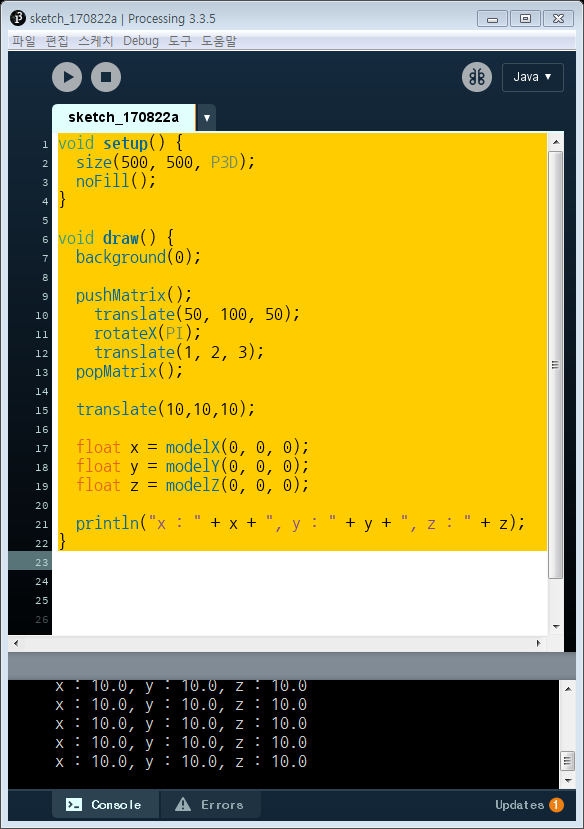 sketch_170822a | Processing 3.3.5
파일 편집 스케치 Debug 도구 도움말
Java ▼
sketch_170822a ▼
1 void setup() {
2 size(500, 500, P3D);
3 noFill();
4 }
5
6 void draw() {
7 background(0);
8
9 pushMatrix();
10 translate(50, 100, 50);
11 rotateX(PI);
12 translate(1, 2, 3);
13 popMatrix();
14
15 translate(10,10,10);
16
17 float x = modelX(0, 0, 0);
18 float y = modelY(0, 0, 0);
19 float z = modelZ(0, 0, 0);
20
21 println("x : " + x + ", y : " + y + ", z : " + z);
22 }
23
24
25
26
x : 10.0, y : 10.0, z : 10.0
x : 10.0, y : 10.0, z : 10.0
x : 10.0, y : 10.0, z : 10.0
x : 10.0, y : 10.0, z : 10.0
x : 10.0, y : 10.0, z : 10.0
Console Errors Updates 1